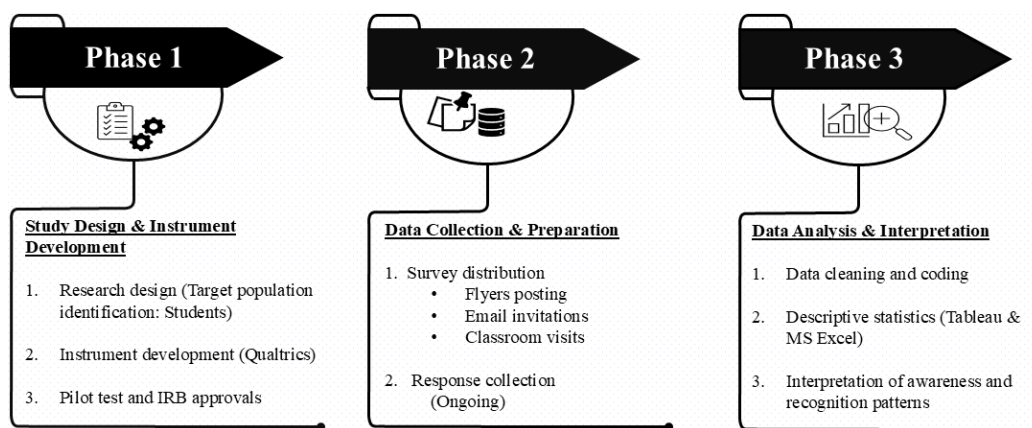 Phase 1
Study Design & Instrument
Development
1. Research design (Target population
identification: Students)
2. Instrument development (Qualtrics)
3. Pilot test and IRB approvals
Phase 2
Data Collection & Preparation
1. Survey distribution
• Flyers posting
• Email invitations
• Classroom visits
2. Response collection
(Ongoing)
Phase 3
Data Analysis & Interpretation
1. Data cleaning and coding
2. Descriptive statistics (Tableau &
MS Excel)
3. Interpretation of awareness and
recognition patterns